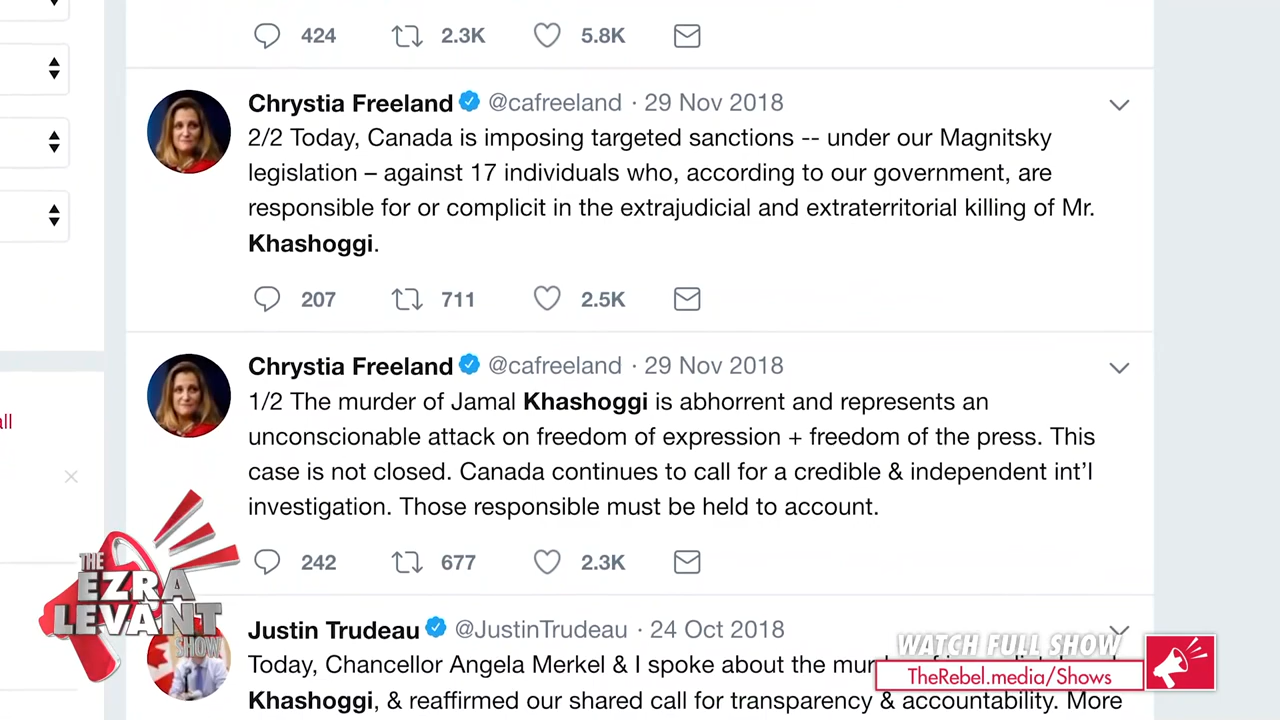 424 2.3K 5.8K
Chrystia Freeland @cafreeland · 29 Nov 2018
2/2 Today, Canada is imposing targeted sanctions -- under our Magnitsky
legislation – against 17 individuals who, according to our government, are
responsible for or complicit in the extrajudicial and extraterritorial killing of Mr.
Khashoggi.
207 711 2.5K
Chrystia Freeland @cafreeland · 29 Nov 2018
1/2 The murder of Jamal Khashoggi is abhorrent and represents an
unconscionable attack on freedom of expression + freedom of the press. This
case is not closed. Canada continues to call for a credible & independent int'l
investigation. Those responsible must be held to account.
242 677 2.3K
Justin Trudeau @JustinTrudeau · 24 Oct 2018
Today, Chancellor Angela Merkel & I spoke about the
Khashoggi, & reaffirmed our shared call for transparency & accountability. More
THE
EZRA
LEVANT
SHOW
WATCH FULL SHOW
TheRebel.media/Shows